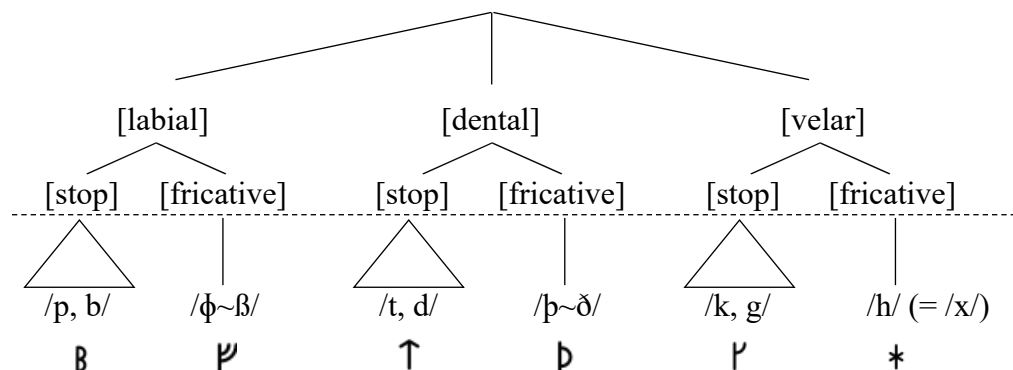 [labial] [dental] [velar]
[stop] [fricative] [stop] [fricative] [stop] [fricative]
/p, b/ /ɸ~ß/ /t, d/ /þ~ð/ /k, g/ /h/ (= /x/)
ᛒ ᚠ ᛏ ᚦ ᚴ ᚼ